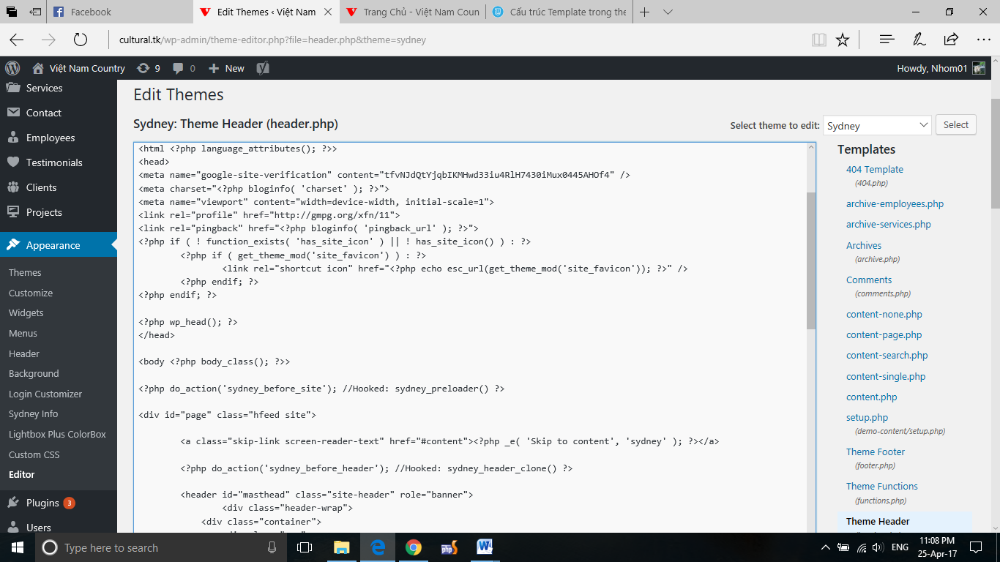 Facebook
Edit Themes ‹ Việt Nam
Trang Chủ - Việt Nam Coun
Cấu trúc Template trong the
cultural.tk/wp-admin/theme-editor.php?file=header.php&theme=sydney
Việt Nam Country
9
0
New
Howdy, Nhom01
Services
Contact
Employees
Testimonials
Clients
Projects
Appearance
Themes
Customize
Widgets
Menus
Header
Background
Login Customizer
Sydney Info
Lightbox Plus ColorBox
Custom CSS
Editor
Plugins 3
Users
Edit Themes
Sydney: Theme Header (header.php)
Select theme to edit: Sydney Select
<html <?php language_attributes(); ?>>
<head>
<meta name="google-site-verification" content="tfvNJdQtYjqbIKMHwd33iu4RlH7430iMux0445AHOf4" />
<meta charset="<?php bloginfo( 'charset' ); ?>">
<meta name="viewport" content="width=device-width, initial-scale=1">
<link rel="profile" href="http://gmpg.org/xfn/11">
<link rel="pingback" href="<?php bloginfo( 'pingback_url' ); ?>">
<?php if ( ! function_exists( 'has_site_icon' ) || ! has_site_icon() ) : ?>
<?php if ( get_theme_mod('site_favicon') ) : ?>
<link rel="shortcut icon" href="<?php echo esc_url(get_theme_mod('site_favicon')); ?>" />
<?php endif; ?>
<?php endif; ?>
<?php wp_head(); ?>
</head>
<body <?php body_class(); ?>>
<?php do_action('sydney_before_site'); //Hooked: sydney_preloader() ?>
<div id="page" class="hfeed site">
<a class="skip-link screen-reader-text" href="#content"><?php _e( 'Skip to content', 'sydney' ); ?></a>
<?php do_action('sydney_before_header'); //Hooked: sydney_header_clone() ?>
<header id="masthead" class="site-header" role="banner">
<div class="header-wrap">
<div class="container">
Templates
404 Template
(404.php)
archive-employees.php
archive-services.php
Archives
(archive.php)
Comments
(comments.php)
content-none.php
content-page.php
content-search.php
content-single.php
content.php
setup.php
(demo-content/setup.php)
Theme Footer
(footer.php)
Theme Functions
(functions.php)
Theme Header
Type here to search
php
ENG
11:08 PM
25-Apr-17